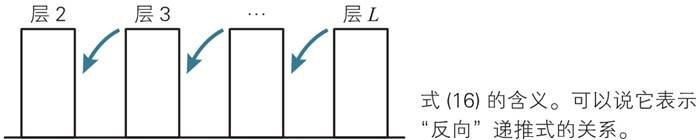 层 2
层 3
…
层 L
式 (16) 的含义。可以说它表示
“反向”递推式的关系。